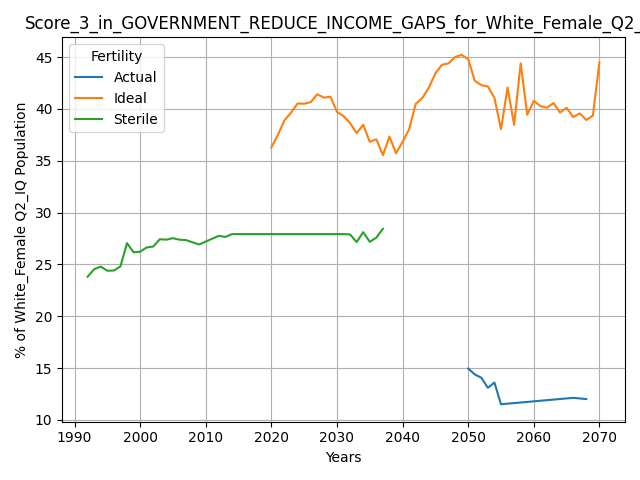 Score_3_in_GOVERNMENT_REDUCE_INCOME_GAPS_for_White_Female_Q2_
Fertility
Actual
Ideal
Sterile
% of White_Female Q2_IQ Population
45
40
35
30
25
20
15
10
1990 2000 2010 2020 2030 2040 2050 2060 2070
Years